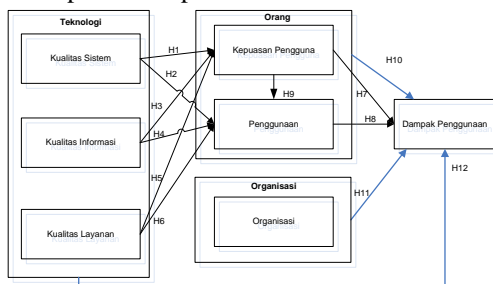 Teknologi
Orang
Kualitas Sistem
H1
Kepuasan Pengguna
H10
H2
H3
H9
H7
Kualitas Informasi
H4
Penggunaan
H8
Dampak Penggunaan
H5
H12
Organisasi
H11
Kualitas Layanan
H6
Organisasi